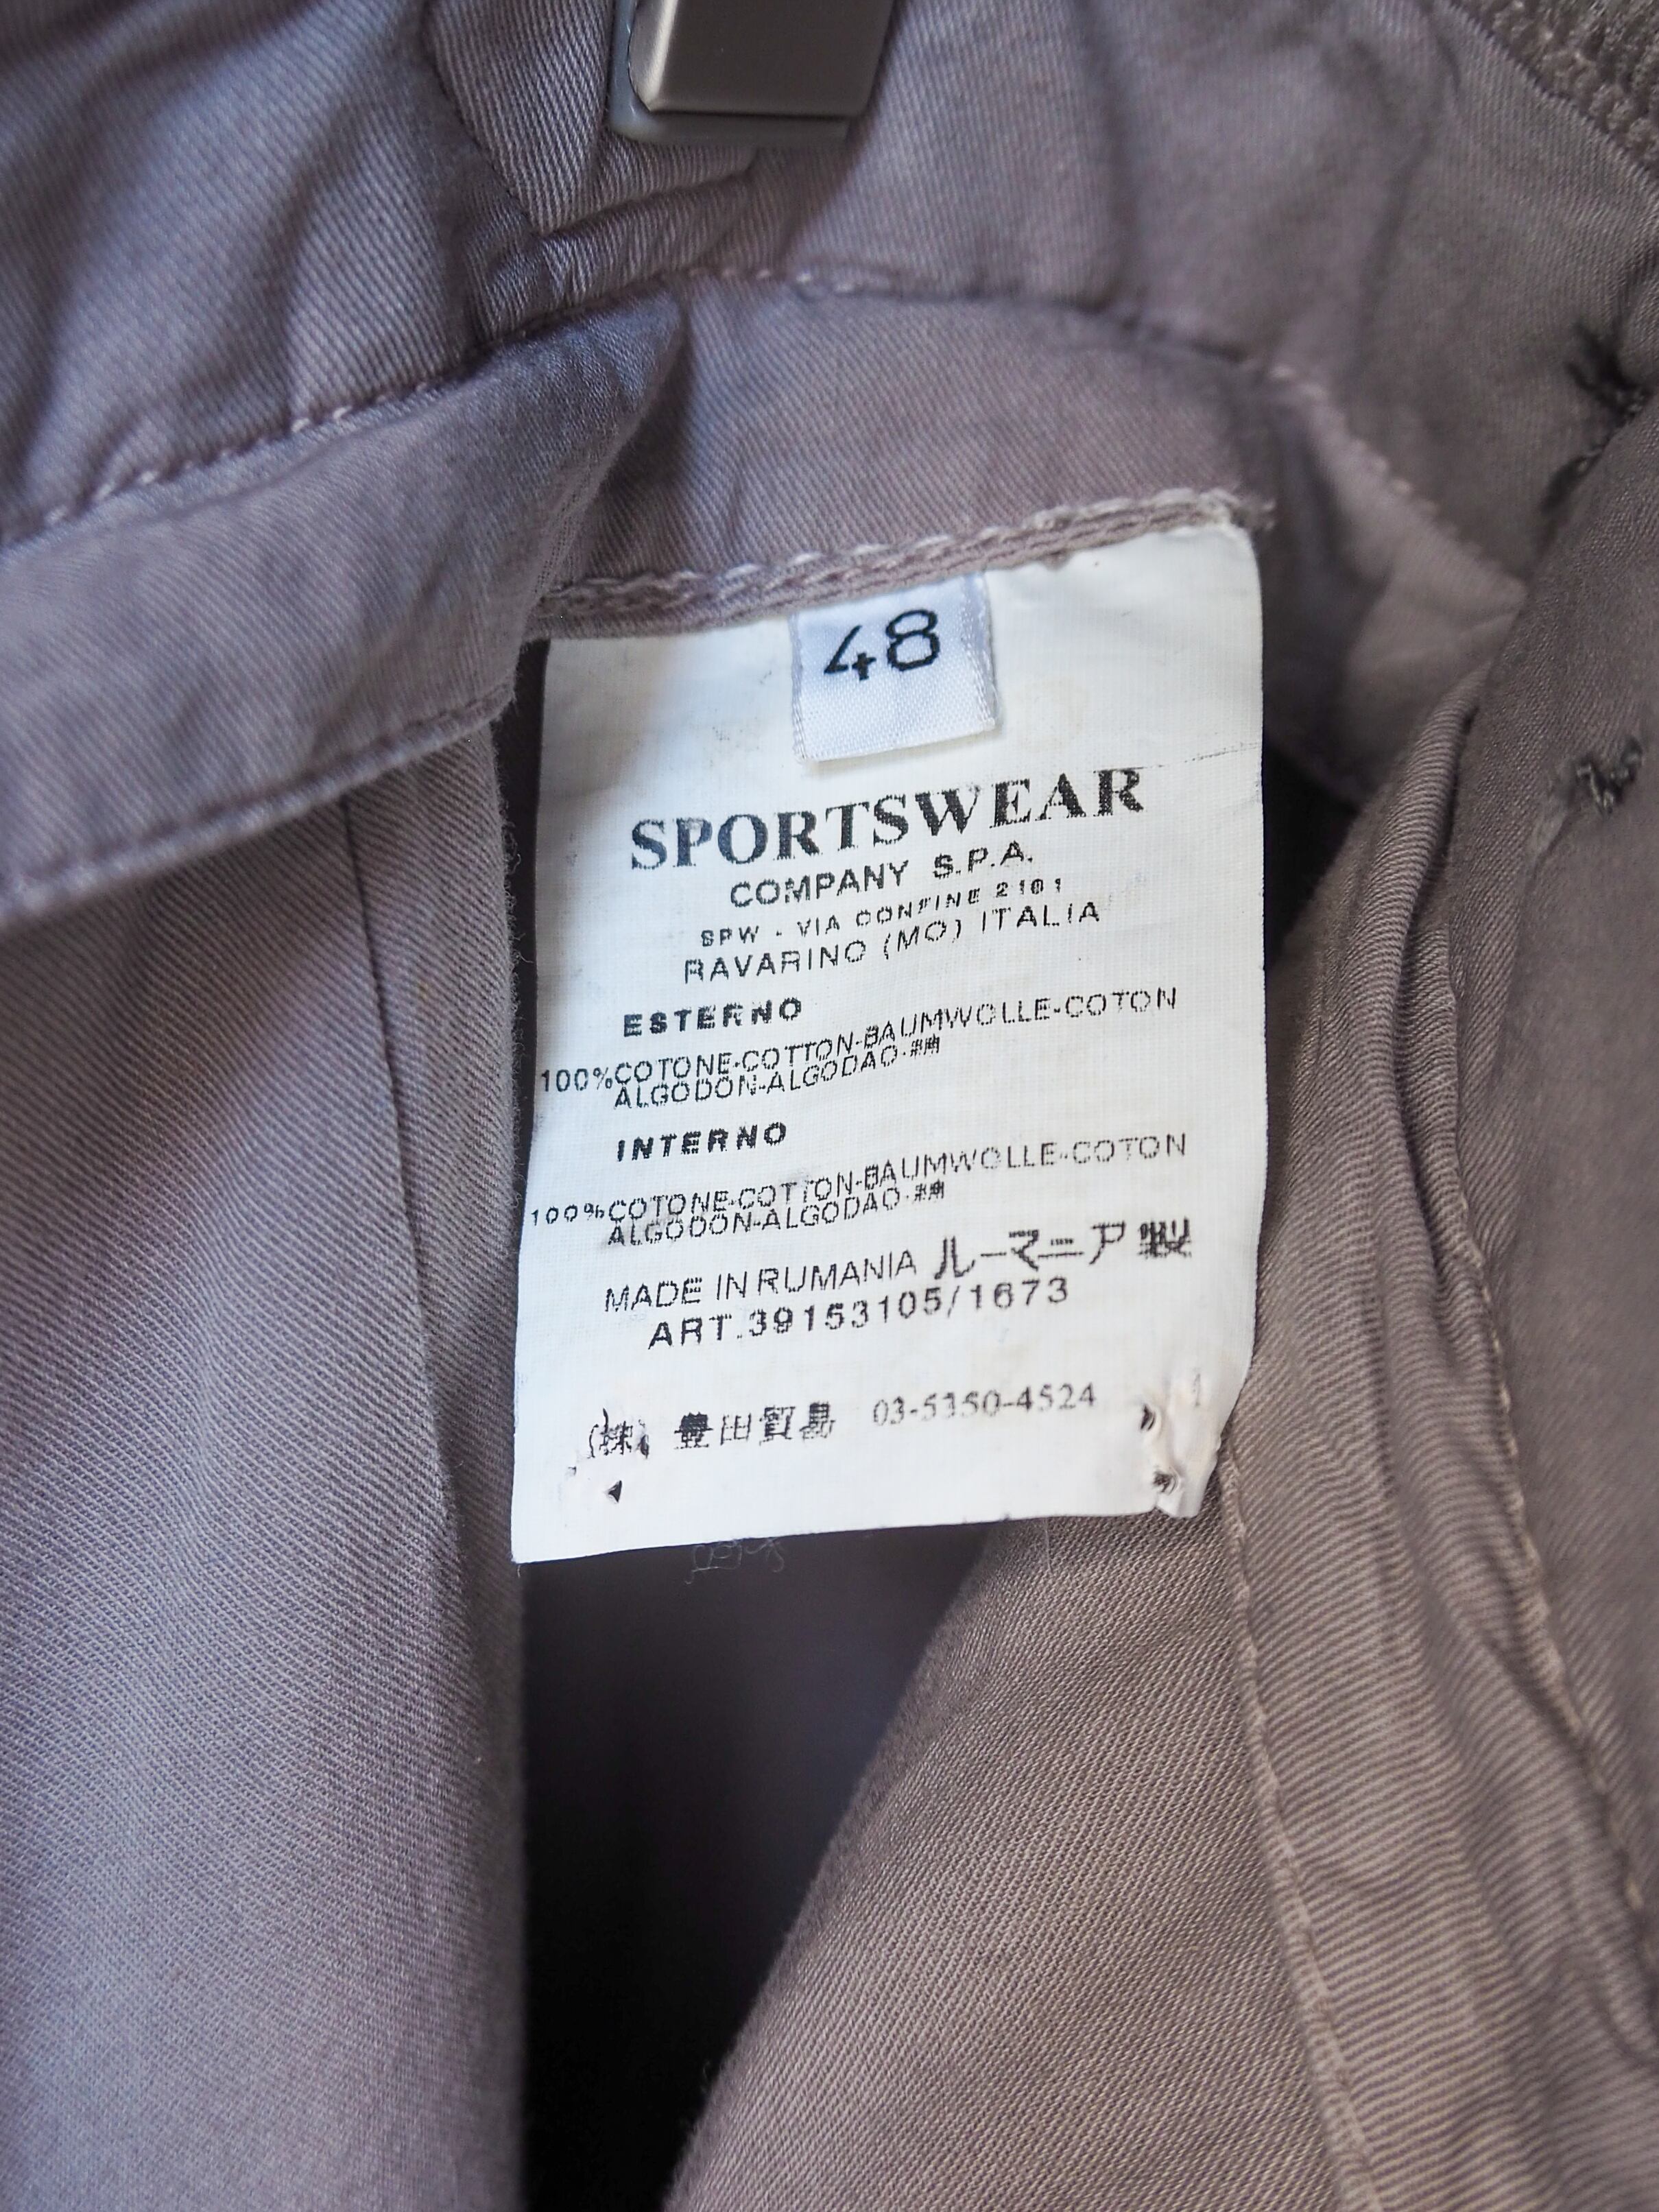 48
SPORTSWEAR
COMPANY S.P.A.
SPW - VIA CONFINE 2161
RAVARINO (MO) ITALIA
ESTERNO
100%COTONE-COTTON-BAUMWOLLE-COTON
ALGODON-ALGODAO-綿
INTERNO
100%COTONE-COTTON-BAUMWOLLE-COTON
ALGODON-ALGODAO-綿
MADE IN RUMANIA ルーマニア製
ART.39153105/1673
(株) 豊田貿易 03-5350-4524